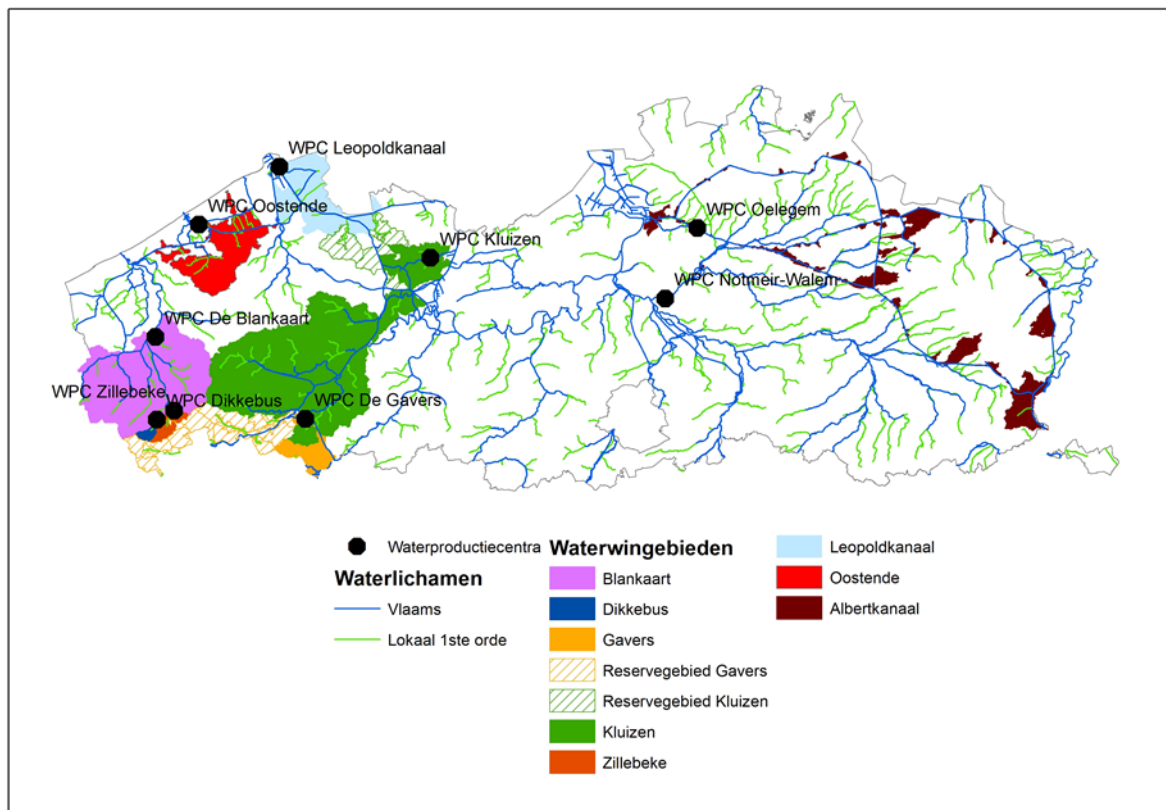 WPC Leopoldkanaal
WPC Oostende
WPC Oelegem
WPC Kluizen
WPC Notmeir-Walem
WPC De Blankaart
WPC Zillebeke
WPC Dikkebus
WPC De Gavers
Waterproductiecentra
Waterlichamen
Vlaams
Lokaal 1ste orde
Waterwingebieden
Blankaart
Dikkebus
Gavers
Reservegebied Gavers
Reservegebied Kluizen
Kluizen
Zillebeke
Leopoldkanaal
Oostende
Albertkanaal